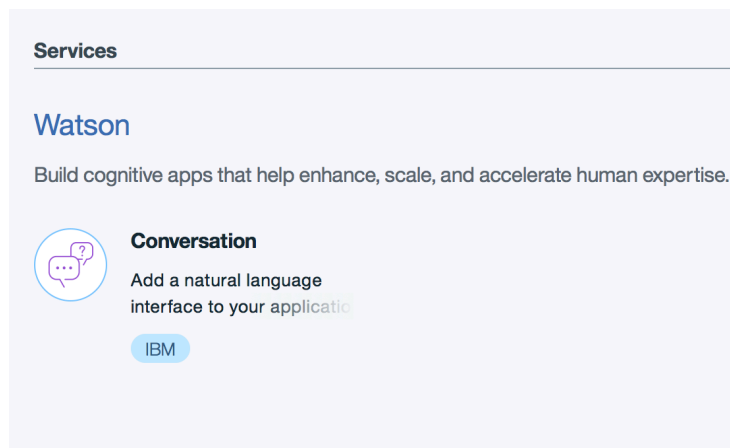 Services
Watson
Build cognitive apps that help enhance, scale, and accelerate human expertise.
?
Conversation
Add a natural language
interface to your applicatio
IBM